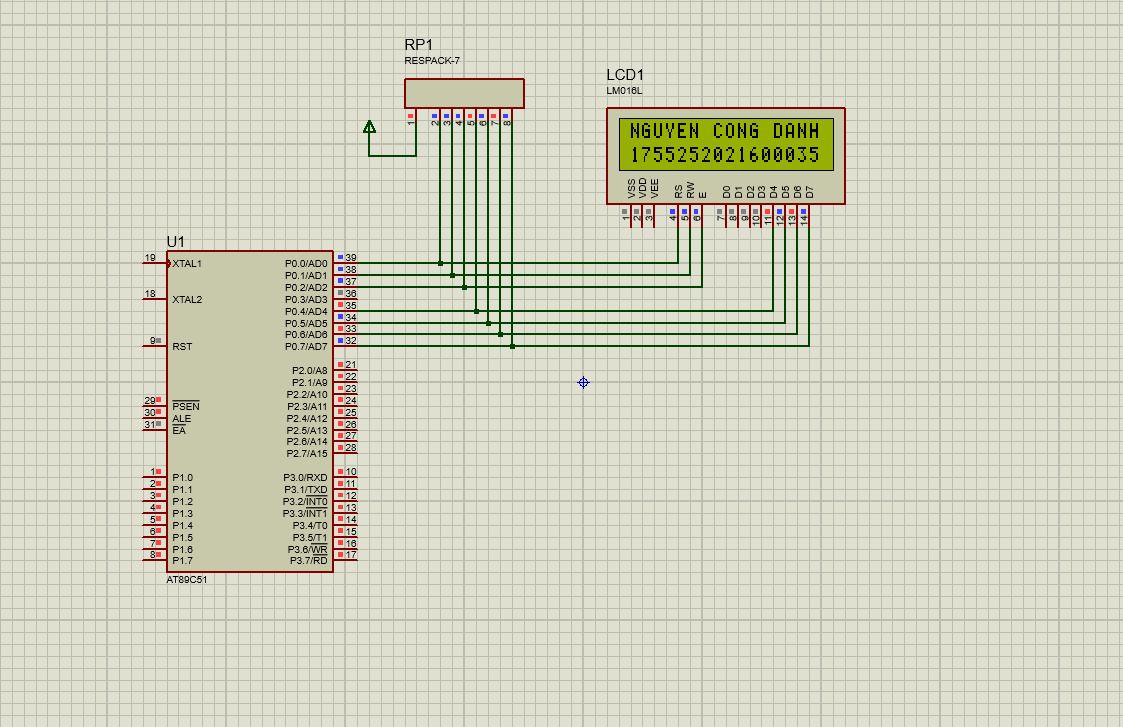 RP1
RESPACK-7
1 2 3 4 5 6 7 8
LCD1
LM016L
NGUYEN CONG DANH
1755252021600035
VSS VDD VEE RS RW E D0 D1 D2 D3 D4 D5 D6 D7
1 2 3 4 5 6 7 8 9 10 11 12 13 14
U1
19 XTAL1 P0.0/AD0 39
P0.1/AD1 38
P0.2/AD2 37
18 XTAL2 P0.3/AD3 36
P0.4/AD4 35
P0.5/AD5 34
P0.6/AD6 33
9 RST P0.7/AD7 32
P2.0/A8 21
P2.1/A9 22
P2.2/A10 23
29 PSEN P2.3/A11 24
30 ALE P2.4/A12 25
31 EA P2.5/A13 26
P2.6/A14 27
P2.7/A15 28
1 P1.0 P3.0/RXD 10
2 P1.1 P3.1/TXD 11
3 P1.2 P3.2/INT0 12
4 P1.3 P3.3/INT1 13
5 P1.4 P3.4/T0 14
6 P1.5 P3.5/T1 15
7 P1.6 P3.6/WR 16
8 P1.7 P3.7/RD 17
AT89C51